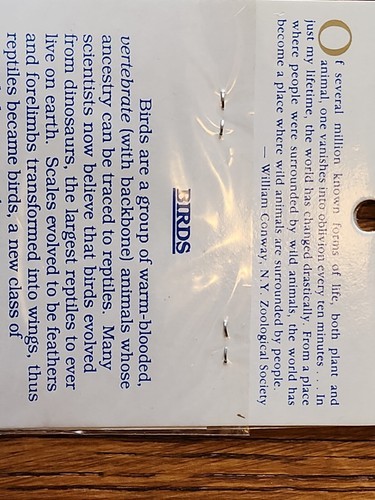 Of several million known forms of life, both plant and
animal, one vanishes into oblivion every ten minutes . . . In
just my lifetime, the world has changed drastically. From a place
where people were surrounded by wild animals, the world has
become a place where wild animals are surrounded by people.
— William Conway, N.Y. Zoological Society
BIRDS
Birds are a group of warm-blooded,
vertebrate (with backbone) animals whose
ancestry can be traced to reptiles. Many
scientists now believe that birds evolved
from dinosaurs, the largest reptiles to ever
live on earth. Scales evolved to be feathers
and forelimbs transformed into wings, thus
reptiles became birds, a new class of